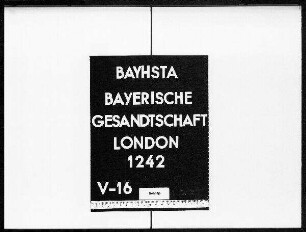 BAYHSTA
BAYERISCHE
GESANDTSCHAFT
LONDON
1242
V-16